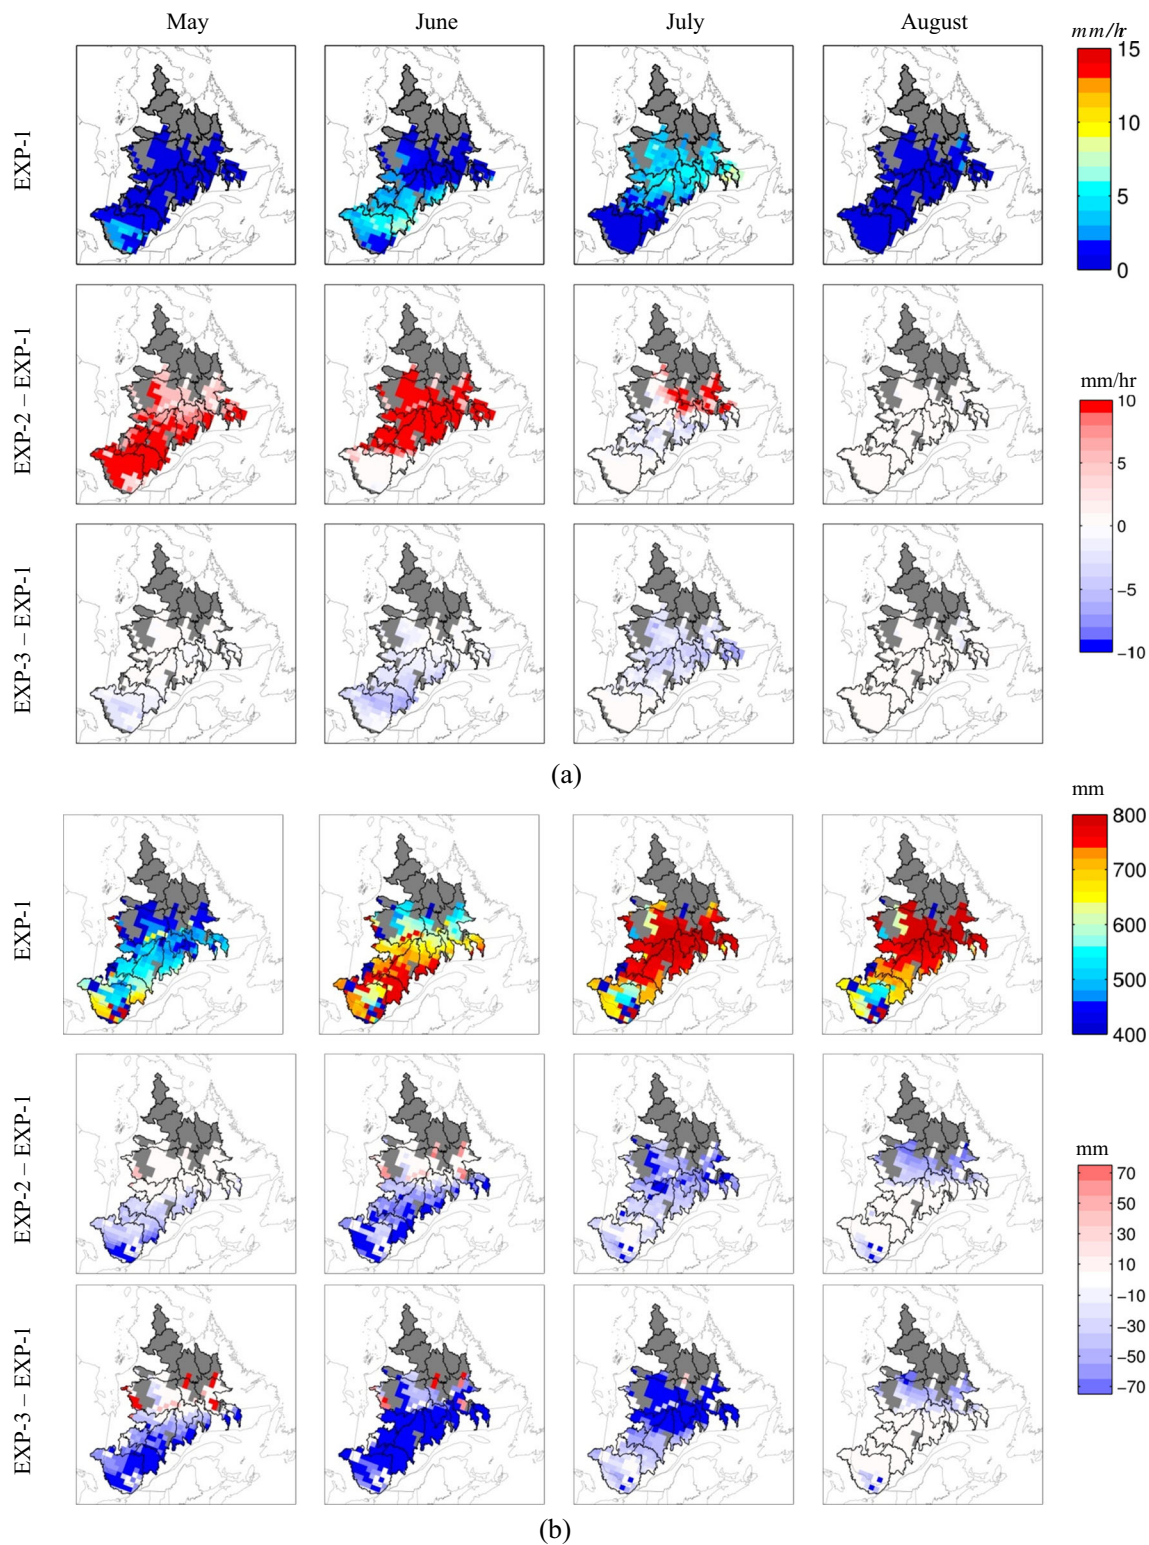 May June July August
mm/hr
EXP-1
15
10
5
0
EXP-2 – EXP-1
mm/hr
10
5
0
−5
−10
EXP-3 – EXP-1
(a)
mm
EXP-1
800
700
600
500
400
EXP-2 – EXP-1
mm
70
50
30
10
−10
−30
−50
−70
EXP-3 – EXP-1
(b)